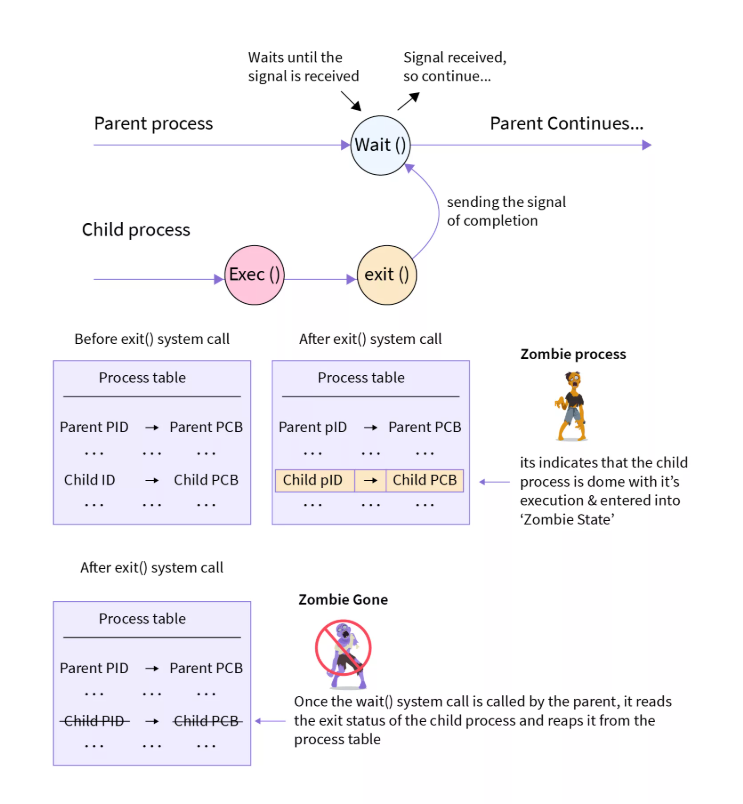 Waits until the
signal is received
Signal received,
so continue...
Parent process
Wait ()
Parent Continues...
sending the signal
of completion
Child process
Exec ()
exit ()
Before exit() system call
Process table
Parent PID → Parent PCB
... ... ...
Child ID → Child PCB
... ... ...
After exit() system call
Process table
Parent pID → Parent PCB
... ... ...
Child pID → Child PCB
... ... ...
Zombie process
its indicates that the child
process is dome with it’s
execution & entered into
‘Zombie State’
After exit() system call
Process table
Parent PID → Parent PCB
... ... ...
Child PID → Child PCB
... ... ...
Zombie Gone
Once the wait() system call is called by the parent, it reads
the exit status of the child process and reaps it from the
process table